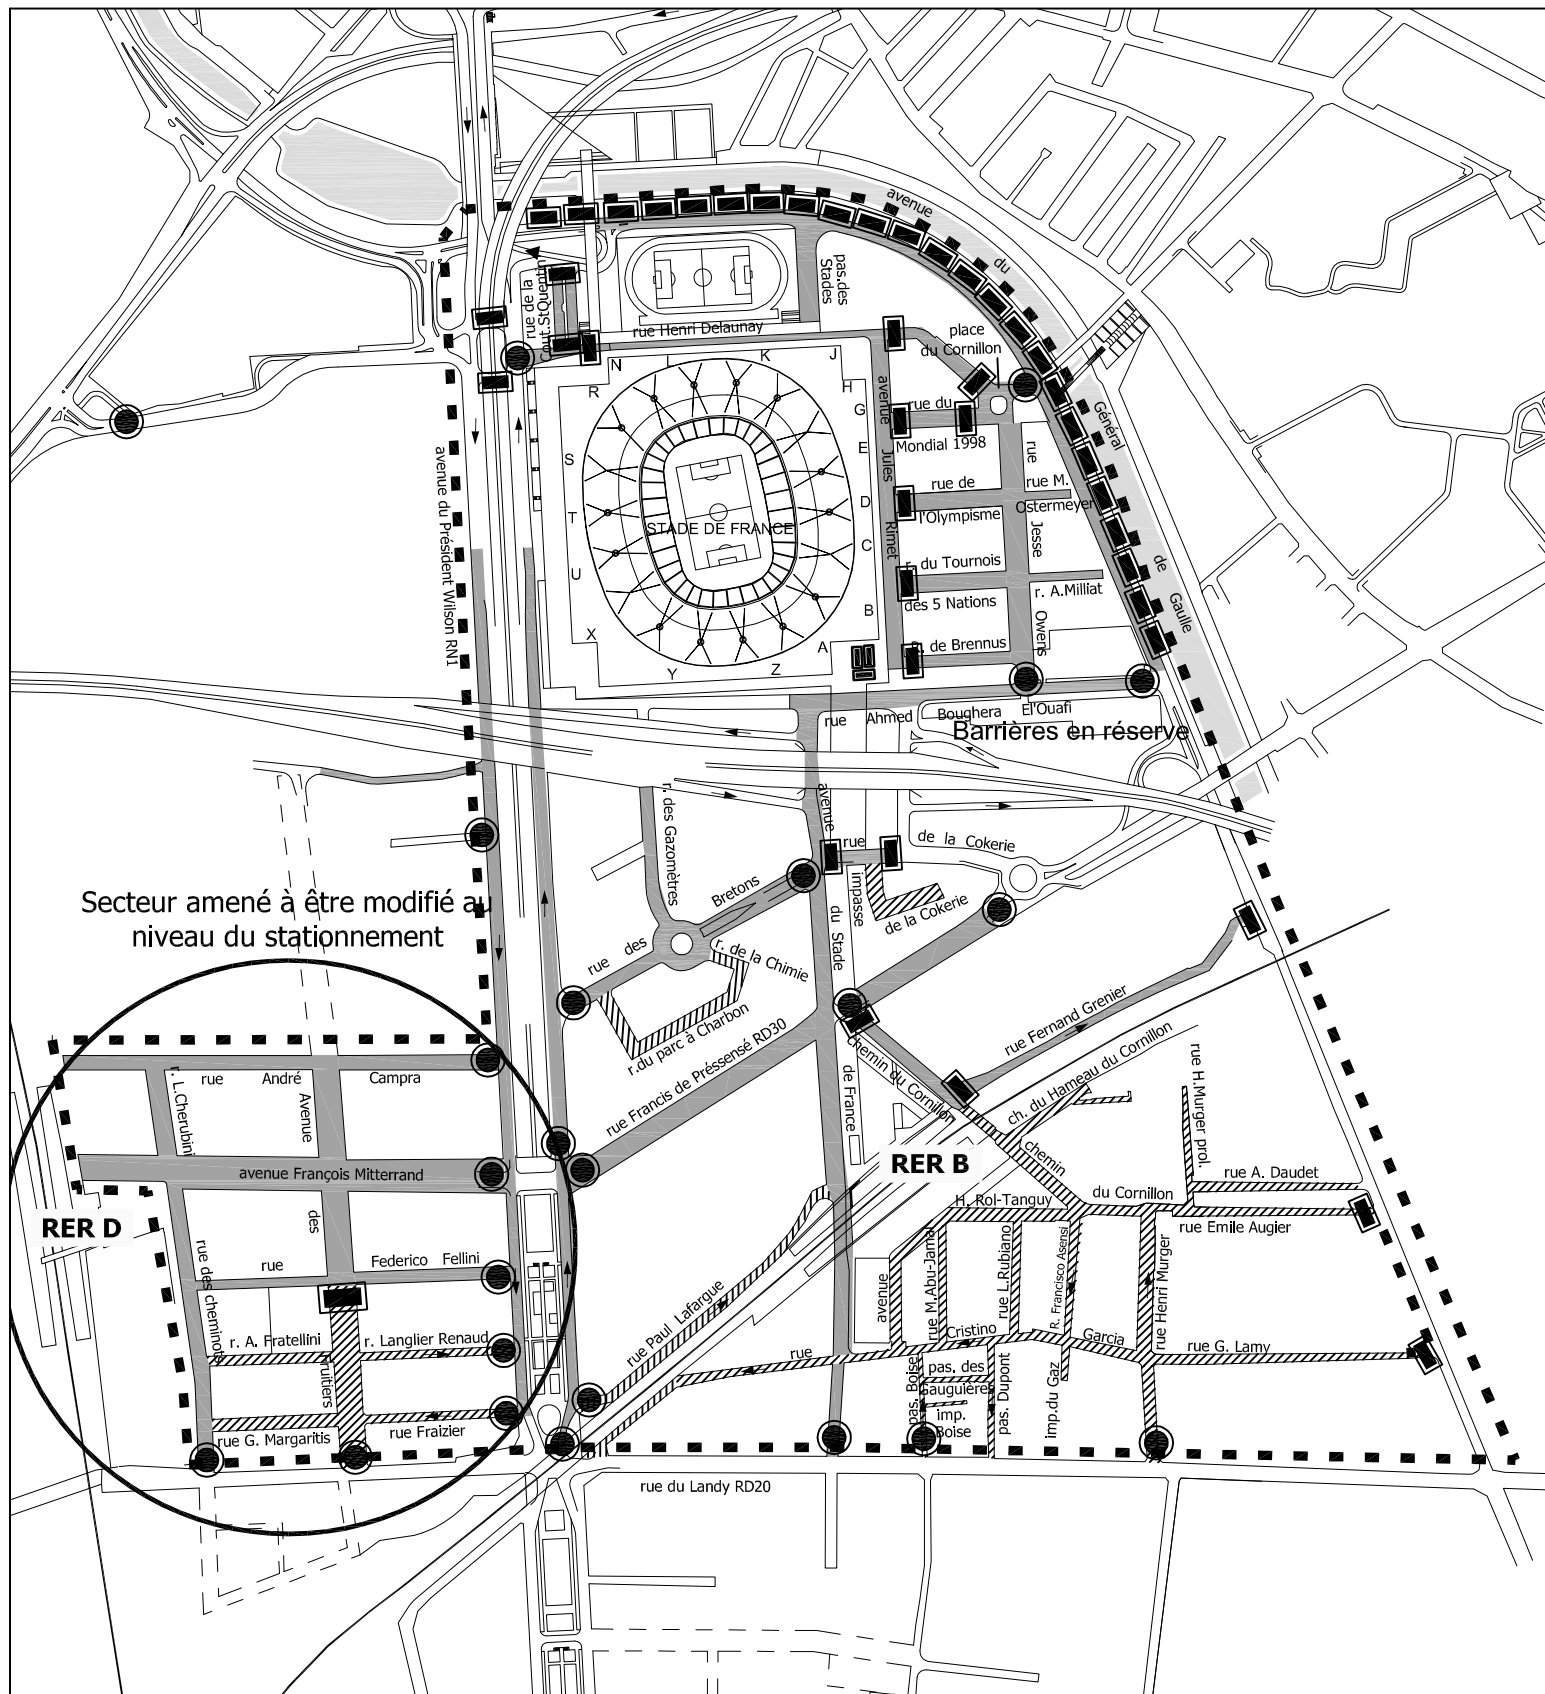 avenue
du
Général
de
Gaulle
pas.des
Stades
rue de la
Cout.StQuentin
rue Henri Delaunay
place
du Cornillon
N
K
J
R
H
G
S
E
T
D
C
U
B
X
A
Y
Z
STADE DE FRANCE
avenue
Jules
Rimet
rue du
Mondial 1998
rue
Jesse
Owens
rue de
l'Olympisme
rue M.
Ostermeyer
r. du Tournois
des 5 Nations
r. A.Milliat
r. de Brennus
avenue du Président Wilson RN1
rue Ahmed Boughera El'Ouafi
Barrières en réserve
r. des Gazomètres
avenue
du Stade
de France
rue
de la Cokerie
impasse
de la Cokerie
rue des
Bretons
r. de la Chimie
r.du parc à Charbon
rue Francis de Préssensé RD30
Secteur amené à être modifié au
niveau du stationnement
rue André Campra
r. L.Cherubini
Avenue
des
Fruitiers
avenue François Mitterrand
RER D
rue Federico Fellini
rue des cheminots
r. A. Fratellini
r. Langlier Renaud
rue G. Margaritis
rue Fraizier
rue Fernand Grenier
chemin du Cornillon
ch. du Hameau du Cornillon
RER B
chemin
du Cornillon
rue H.Murger prol.
rue A. Daudet
rue Emile Augier
H. Rol-Tanguy
avenue
rue M.Abu-Jamal
rue L.Rubiano
R. Francisco Asensi
rue Henri Murger
rue Paul Lafargue
rue
Cristino
Garcia
rue G. Lamy
pas. Boise
pas. des
Gauguières
imp.
Boise
pas. Dupont
imp.du Gaz
rue du Landy RD20